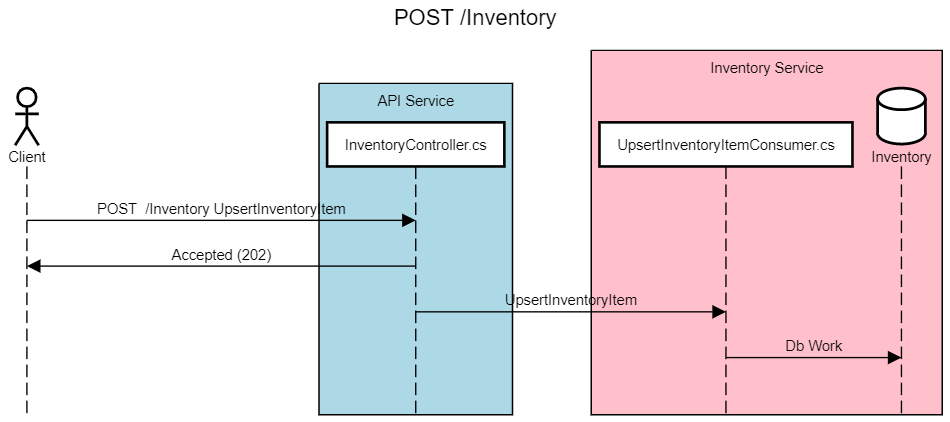 POST /Inventory
Inventory Service
API Service
InventoryController.cs
UpsertInventoryItemConsumer.cs
Client
Inventory
POST  /Inventory UpsertInventoryItem
Accepted (202)
UpsertInventoryItem
Db Work